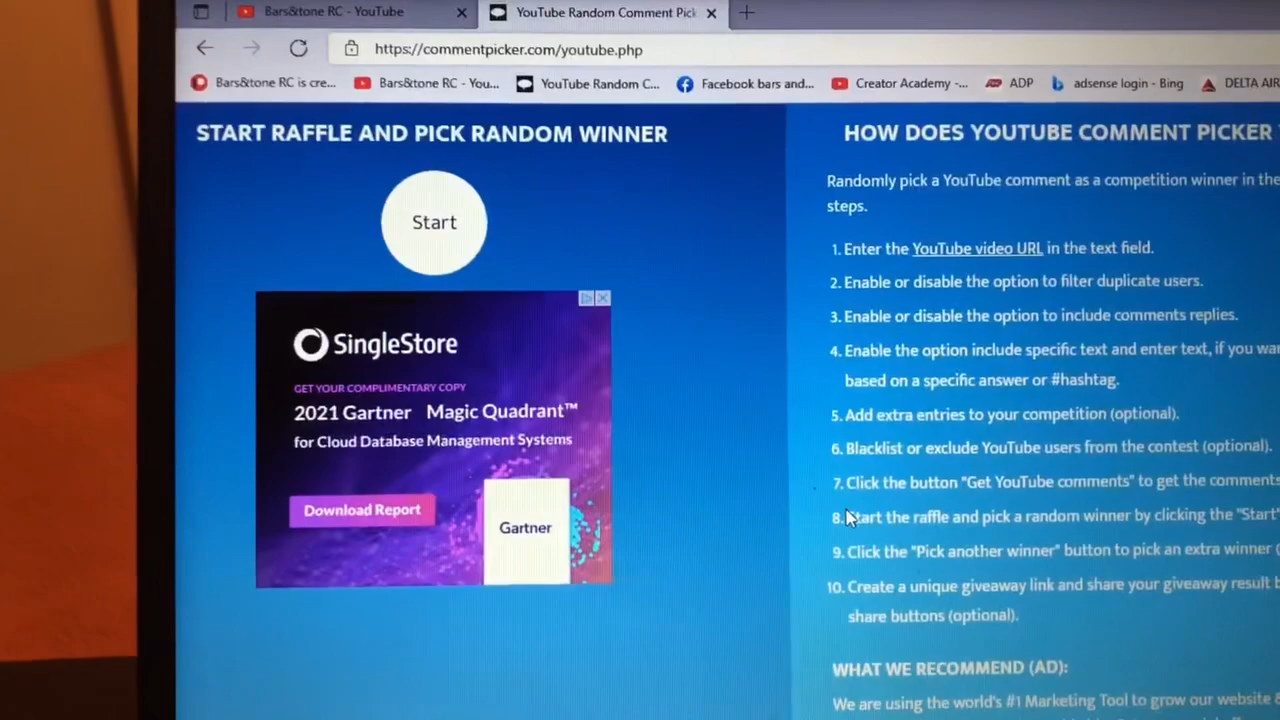 Bars&tone RC - YouTube
YouTube Random Comment Pick
https://commentpicker.com/youtube.php
Bars&tone RC is cre...
Bars&tone RC - You...
YouTube Random C...
Facebook bars and...
Creator Academy -...
ADP
adsense login - Bing
DELTA AIR
START RAFFLE AND PICK RANDOM WINNER
Start
SingleStore
GET YOUR COMPLIMENTARY COPY
2021 Gartner Magic Quadrant™
for Cloud Database Management Systems
Download Report
Gartner
HOW DOES YOUTUBE COMMENT PICKER
Randomly pick a YouTube comment as a competition winner in the
steps.
1. Enter the YouTube video URL in the text field.
2. Enable or disable the option to filter duplicate users.
3. Enable or disable the option to include comments replies.
4. Enable the option include specific text and enter text, if you wan
based on a specific answer or #hashtag.
5. Add extra entries to your competition (optional).
6. Blacklist or exclude YouTube users from the contest (optional).
7. Click the button "Get YouTube comments" to get the comments
8. Start the raffle and pick a random winner by clicking the "Start"
9. Click the "Pick another winner" button to pick an extra winner (
10. Create a unique giveaway link and share your giveaway result b
share buttons (optional).
WHAT WE RECOMMEND (AD):
We are using the world's #1 Marketing Tool to grow our website &